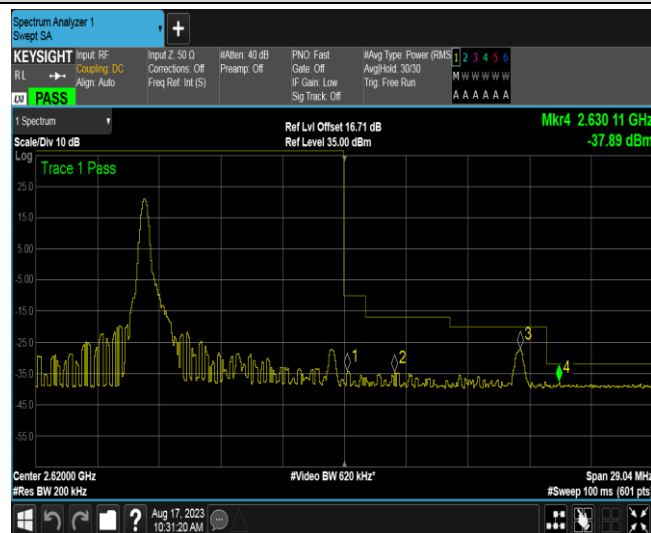 Spectrum Analyzer 1
Swept SA
+
KEYSIGHT
RL
Input: RF
Coupling: DC
Align: Auto
Input Z: 50 Ω
Corrections: Off
Freq Ref: Int (S)
#Atten: 40 dB
Preamp: Off
PNO: Fast
Gate: Off
IF Gain: Low
Sig Track: Off
#Avg Type: Power (RMS
Avg|Hold: 30/30
Trig: Free Run
1 2 3 4 5 6
M W W W W W
A A A A A A
LXI
PASS
1 Spectrum
Scale/Div 10 dB
Ref Lvl Offset 16.71 dB
Ref Level 35.00 dBm
Mkr4 2.630 11 GHz
-37.89 dBm
Log
Trace 1 Pass
25.0
15.0
5.00
-5.00
-15.0
-25.0
-35.0
-45.0
-55.0
1
2
3
4
Center 2.62000 GHz
#Res BW 200 kHz
#Video BW 620 kHz*
Span 29.04 MHz
#Sweep 100 ms (601 pts)
?
Aug 17, 2023
10:31:20 AM